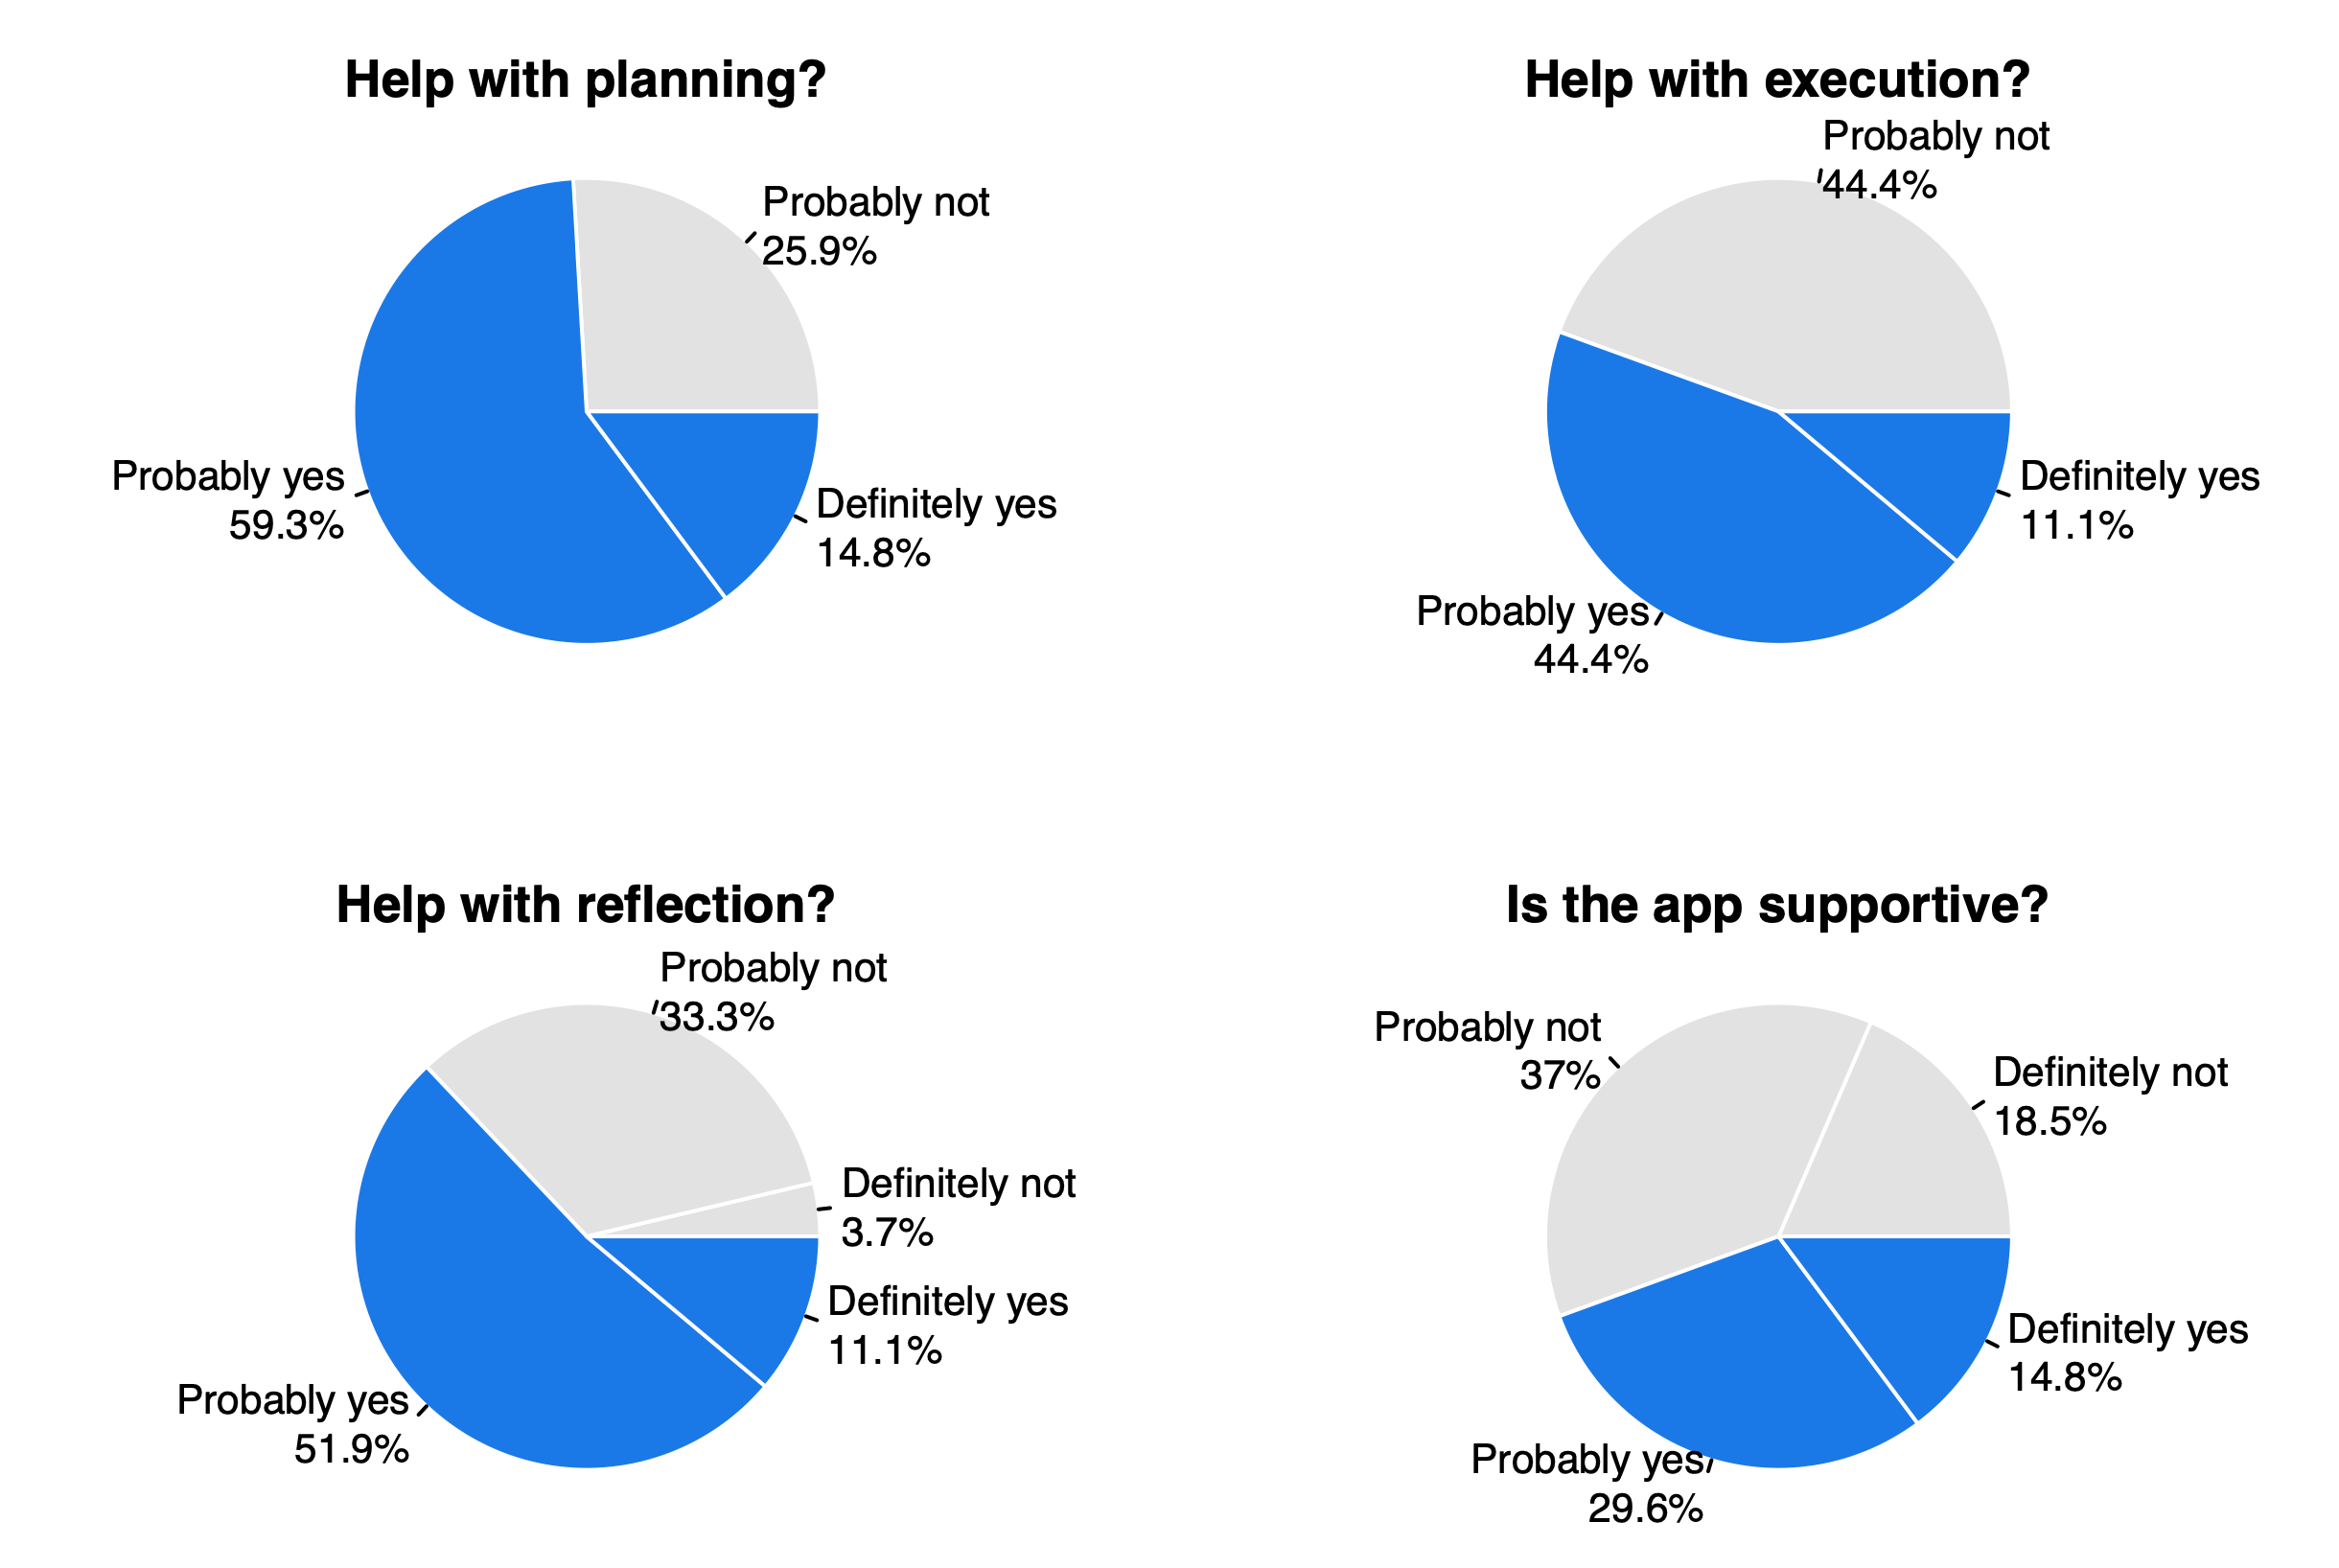 Help with planning?
Probably not
25.9%
Probably yes
59.3%
Definitely yes
14.8%
Help with execution?
Probably not
44.4%
Definitely yes
11.1%
Probably yes
44.4%
Help with reflection?
Probably not
33.3%
Definitely not
3.7%
Definitely yes
11.1%
Probably yes
51.9%
Is the app supportive?
Probably not
37%
Definitely not
18.5%
Definitely yes
14.8%
Probably yes
29.6%